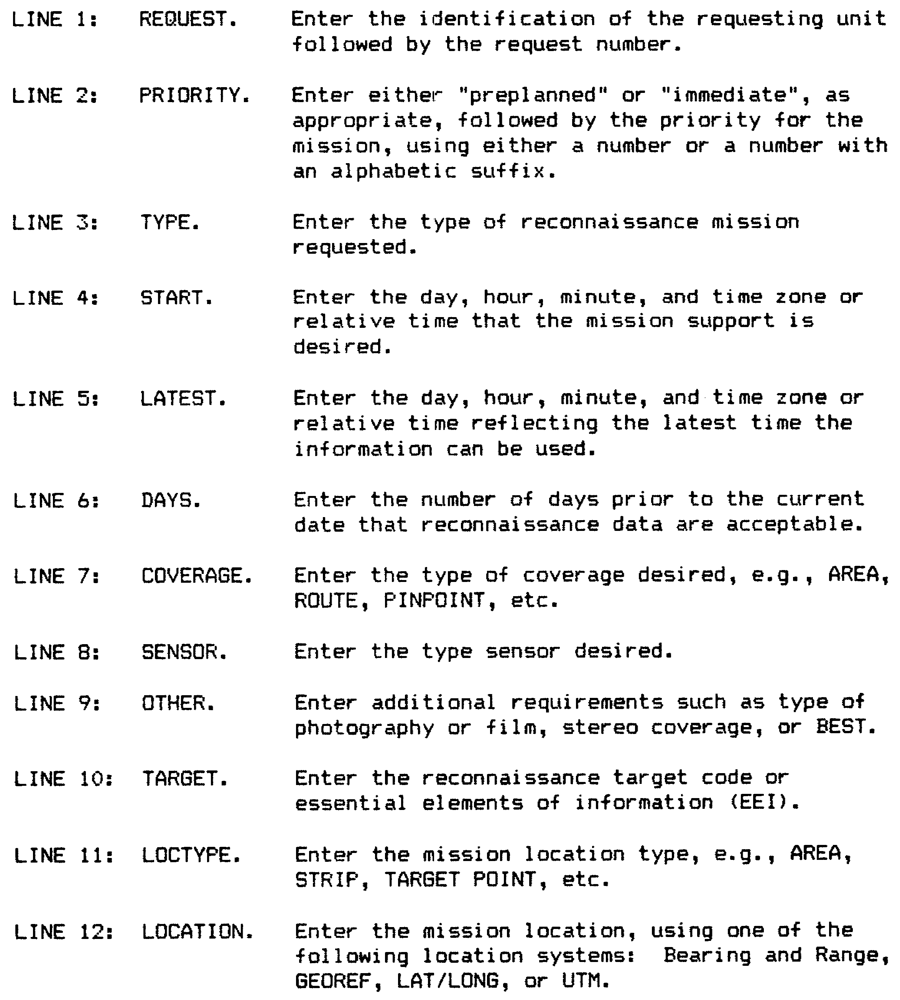 LINE 1: REQUEST. Enter the identification of the requesting unit
followed by the request number.
LINE 2: PRIORITY. Enter either "preplanned" or "immediate", as
appropriate, followed by the priority for the
mission, using either a number or a number with
an alphabetic suffix.
LINE 3: TYPE. Enter the type of reconnaissance mission
requested.
LINE 4: START. Enter the day, hour, minute, and time zone or
relative time that the mission support is
desired.
LINE 5: LATEST. Enter the day, hour, minute, and time zone or
relative time reflecting the latest time the
information can be used.
LINE 6: DAYS. Enter the number of days prior to the current
date that reconnaissance data are acceptable.
LINE 7: COVERAGE. Enter the type of coverage desired, e.g., AREA,
ROUTE, PINPOINT, etc.
LINE 8: SENSOR. Enter the type sensor desired.
LINE 9: OTHER. Enter additional requirements such as type of
photography or film, stereo coverage, or BEST.
LINE 10: TARGET. Enter the reconnaissance target code or
essential elements of information (EEI).
LINE 11: LOCTYPE. Enter the mission location type, e.g., AREA,
STRIP, TARGET POINT, etc.
LINE 12: LOCATION. Enter the mission location, using one of the
following location systems: Bearing and Range,
GEOREF, LAT/LONG, or UTM.